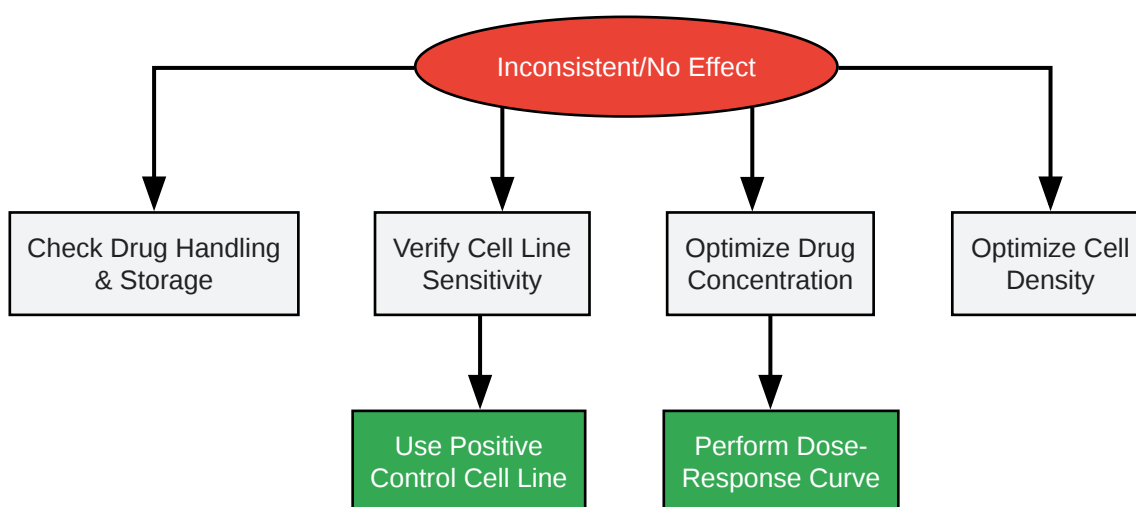 Inconsistent/No Effect
Check Drug Handling
& Storage
Verify Cell Line
Sensitivity
Optimize Drug
Concentration
Optimize Cell
Density
Use Positive
Control Cell Line
Perform Dose-
Response Curve